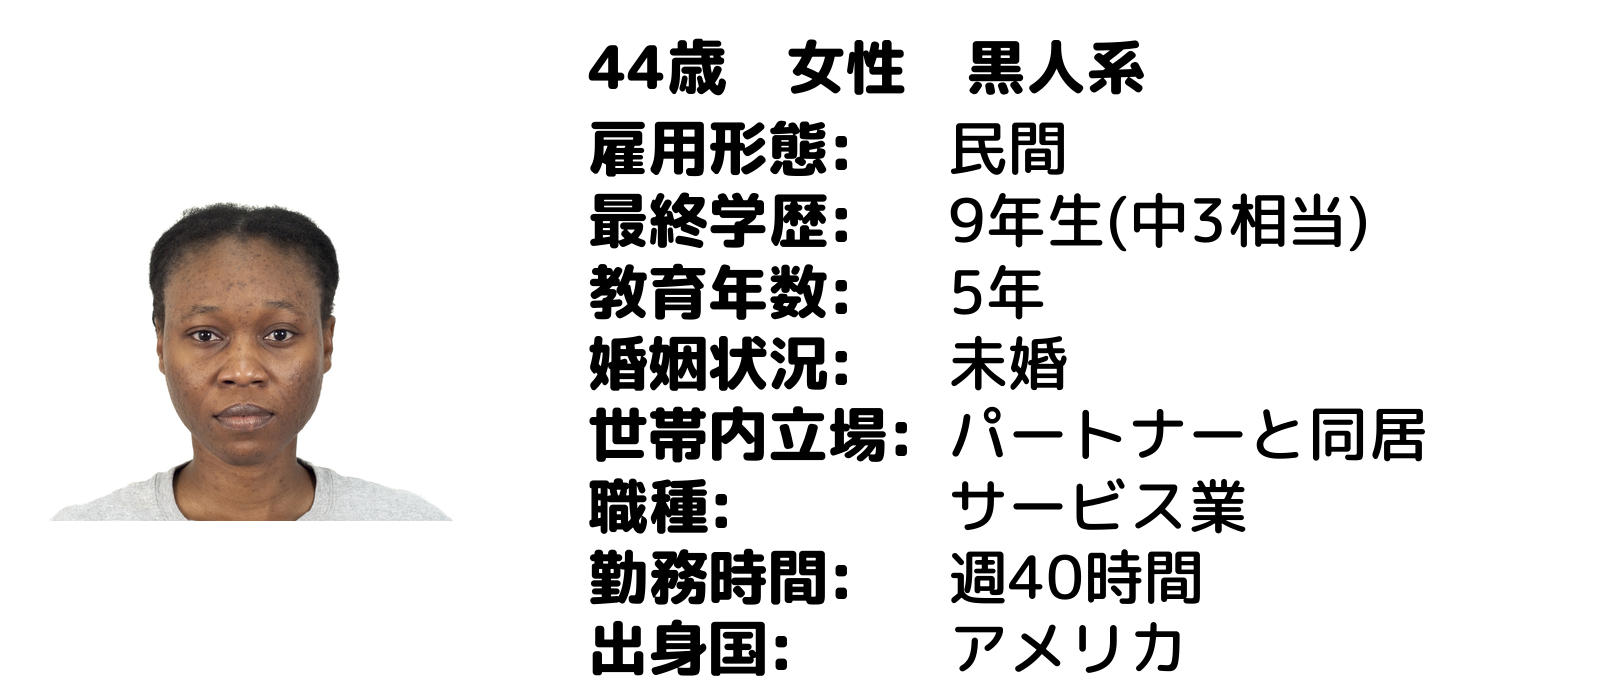 44歳　女性　黒人系
雇用形態:　民間
最終学歴:　9年生(中3相当)
教育年数:　5年
婚姻状況:　未婚
世帯内立場:　パートナーと同居
職種:　サービス業
勤務時間:　週40時間
出身国:　アメリカ